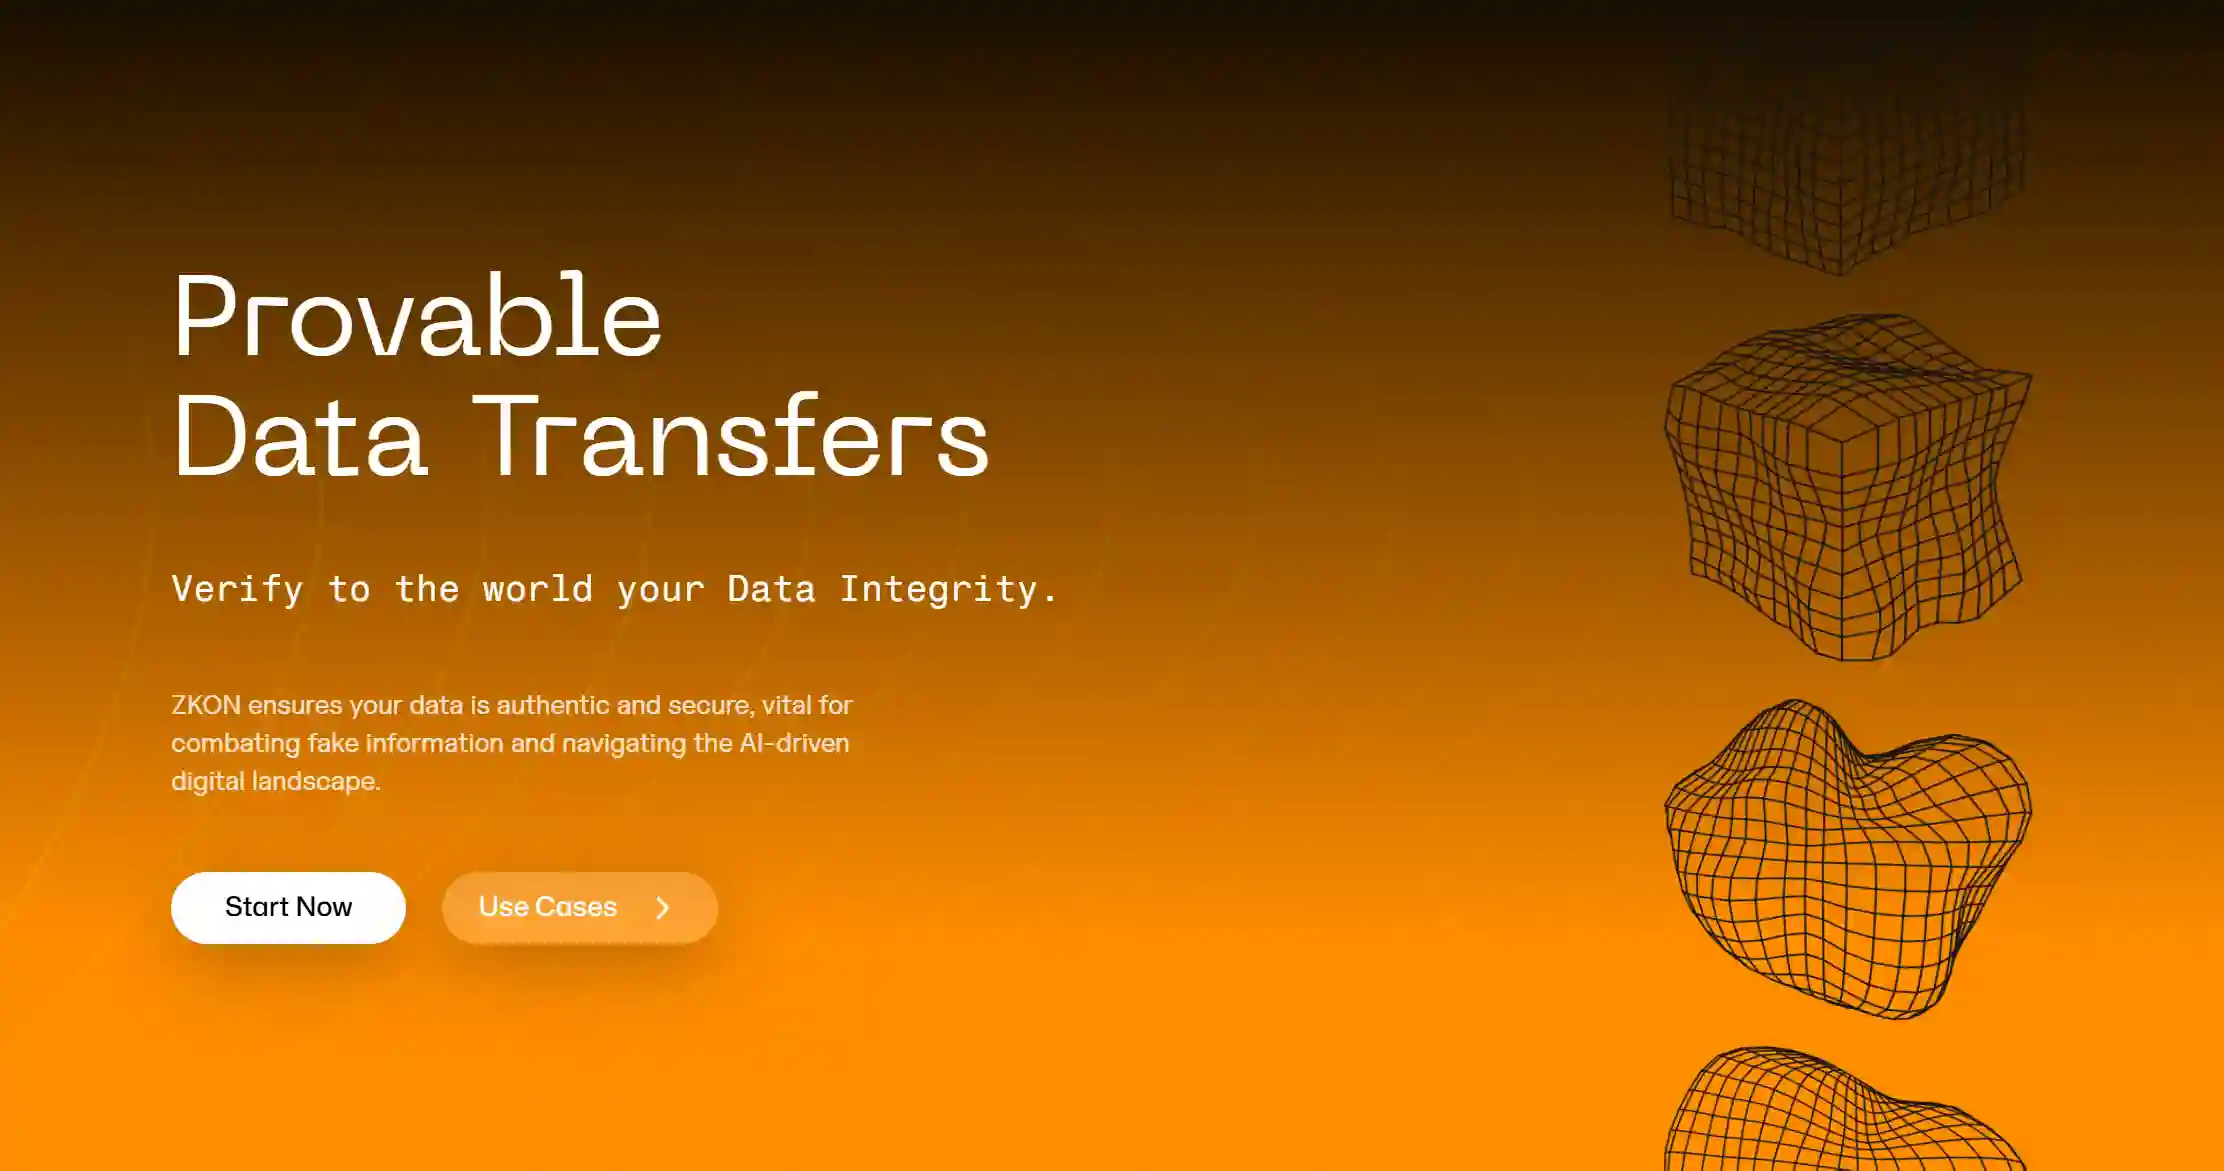 Provable
Data Transfers
Verify to the world your Data Integrity.
ZKON ensures your data is authentic and secure, vital for
combating fake information and navigating the AI-driven
digital landscape.
Start Now
Use Cases